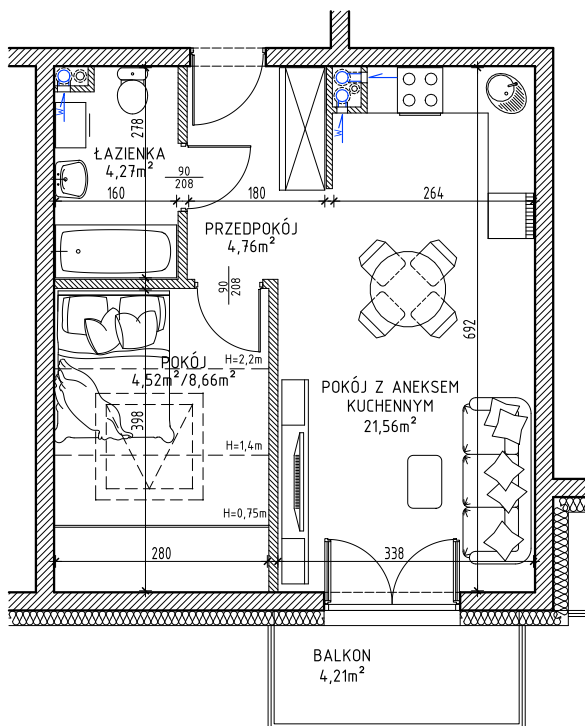 W
W
278
ŁAZIENKA
4,27m²
90
208
160
180
264
PRZEDPOKÓJ
4,76m²
90
208
692
H=2,2m
POKÓJ
4,52m²/8,66m²
398
POKÓJ Z ANEKSEM
KUCHENNYM
21,56m²
H=1,4m
H=0,75m
280
338
BALKON
4,21m²